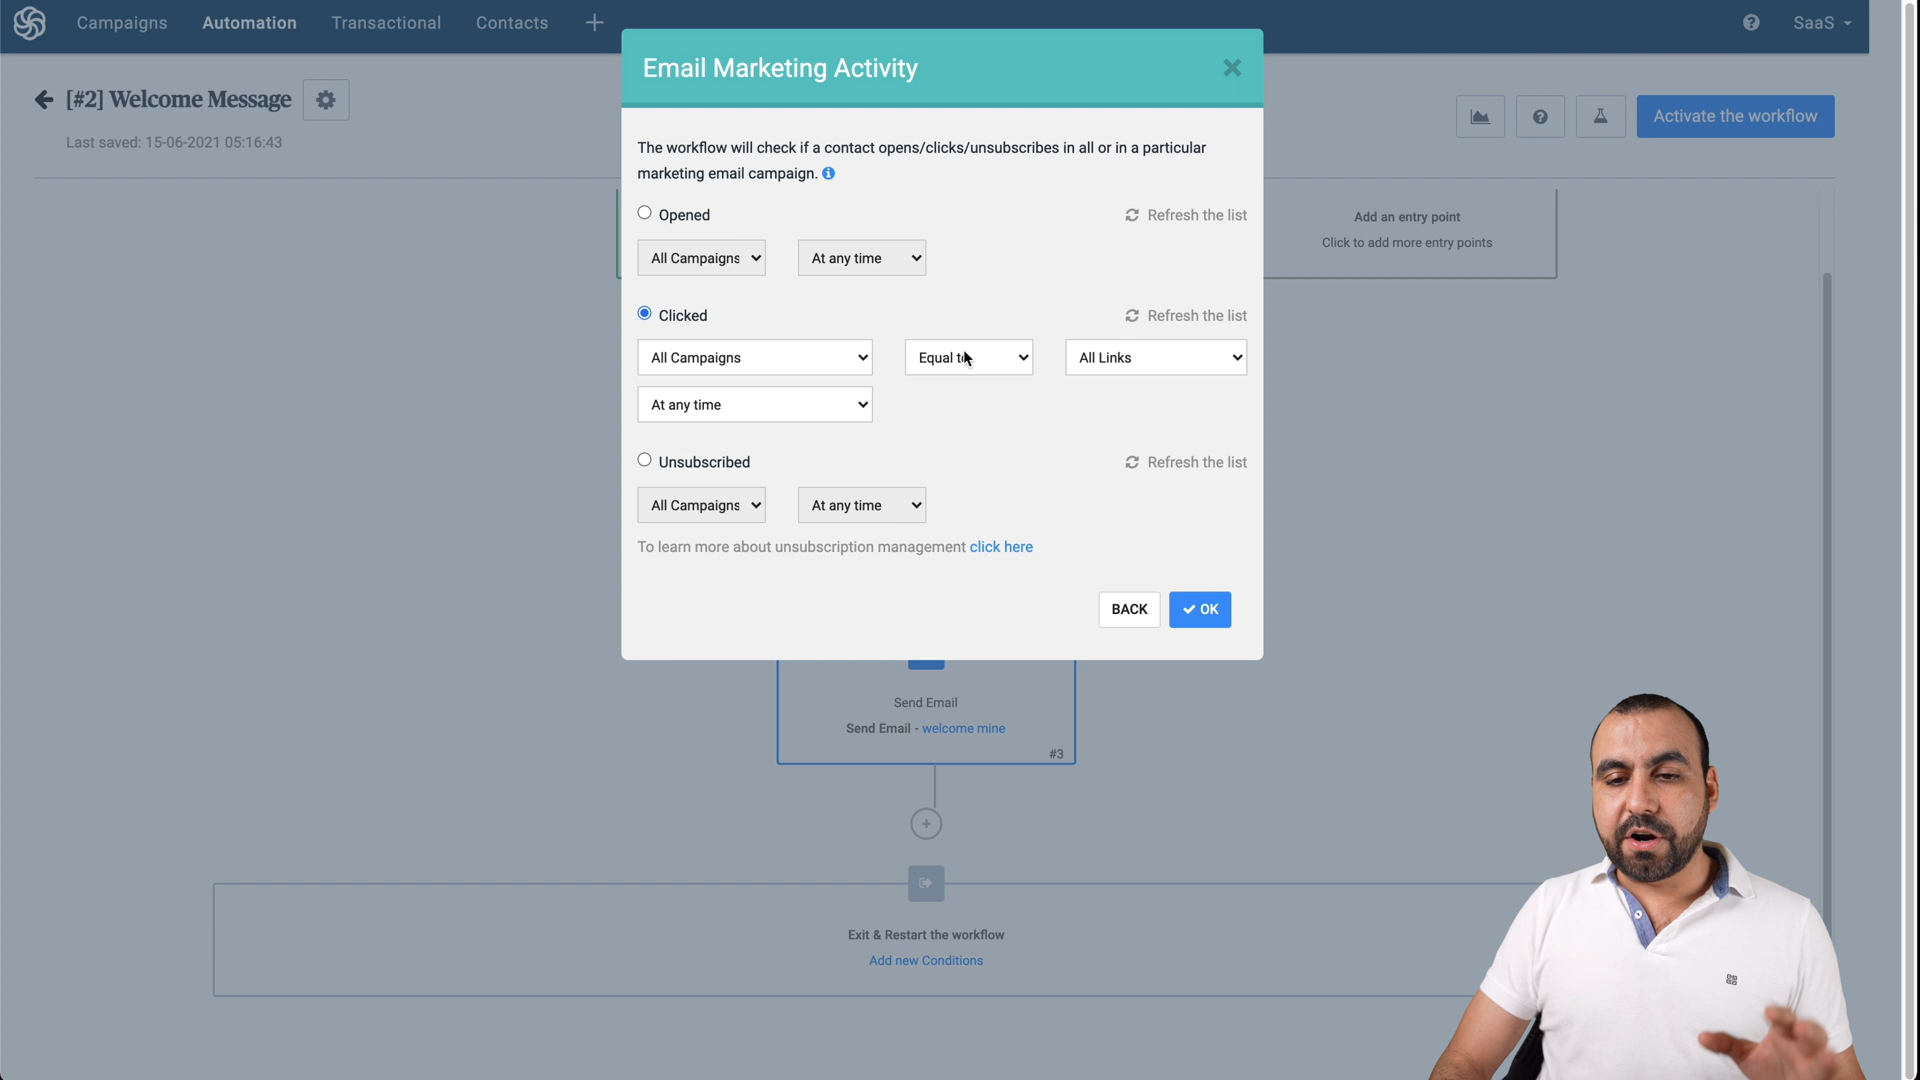 Campaigns Automation Transactional Contacts SaaS
Email Marketing Activity
[#2] Welcome Message
Last saved: 15-06-2021 05:16:43
Activate the workflow
The workflow will check if a contact opens/clicks/unsubscribes in all or in a particular
marketing email campaign.
Opened Refresh the list
All Campaigns At any time
Add an entry point
Click to add more entry points
Clicked Refresh the list
All Campaigns Equal to All Links
At any time
Unsubscribed Refresh the list
All Campaigns At any time
To learn more about unsubscription management click here
BACK OK
Send Email
Send Email - welcome mine
#3
Exit & Restart the workflow
Add new Conditions